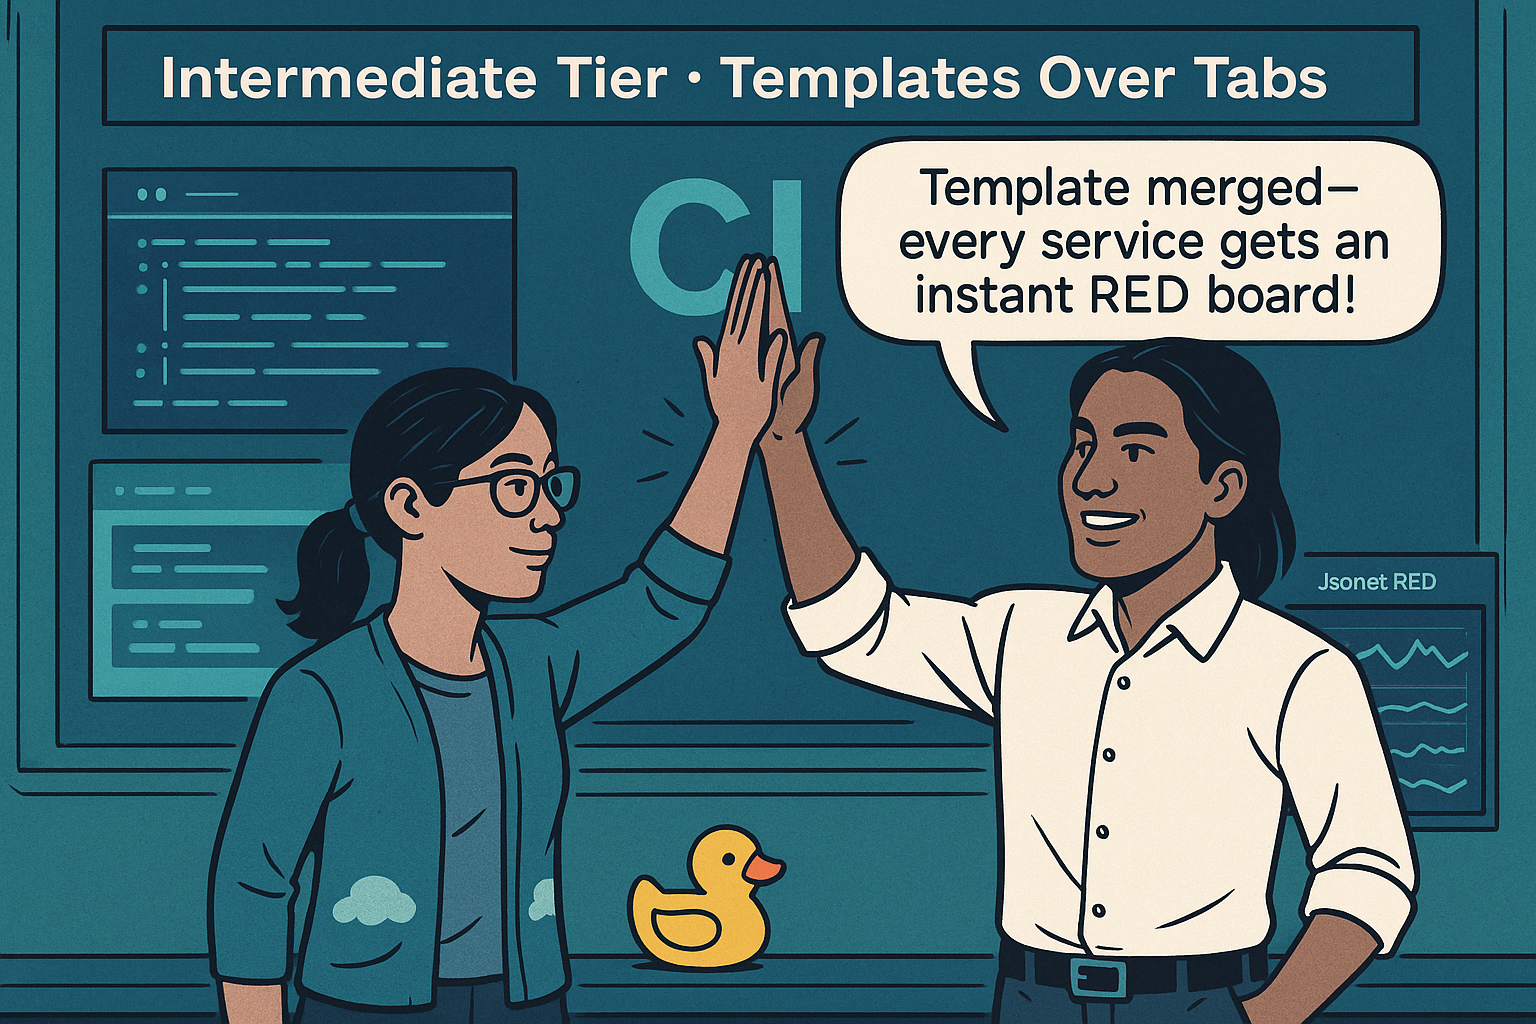 Intermediate Tier · Templates Over Tabs
CI
Template merged—
every service gets an
instant RED board!
Jsonet RED